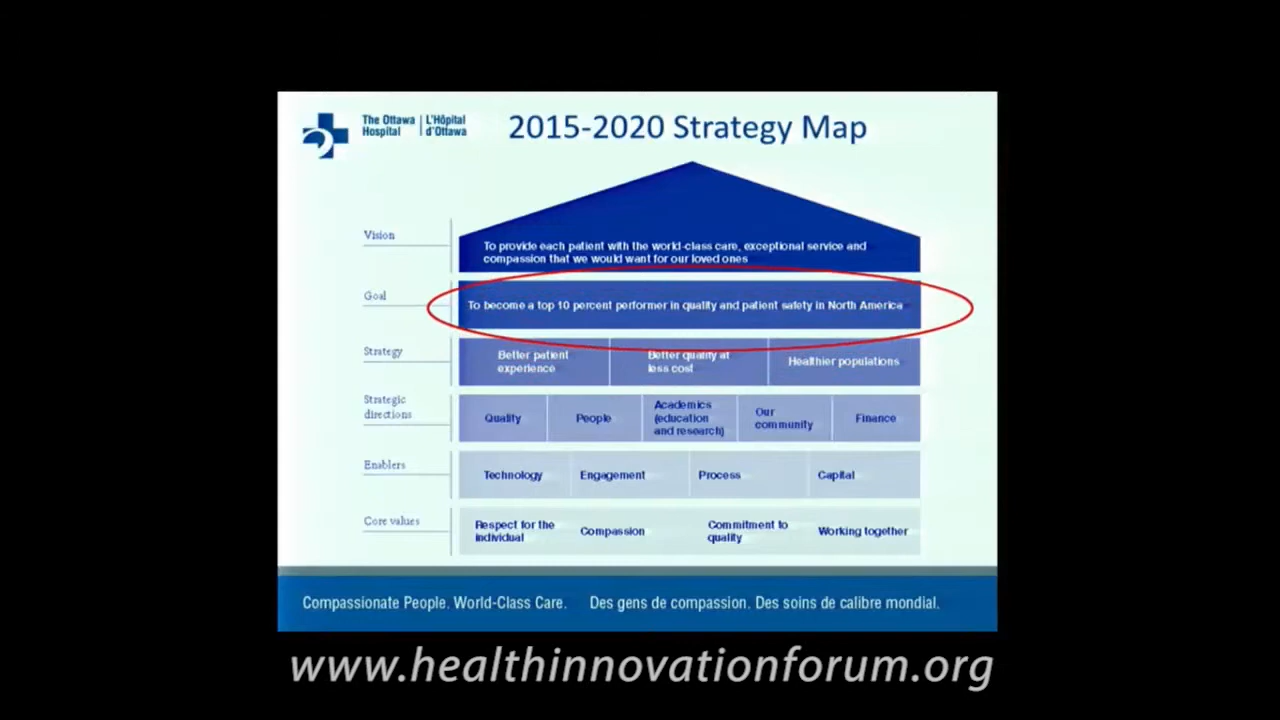 The Ottawa Hospital
L'Hôpital d'Ottawa
2015-2020 Strategy Map
Vision
To provide each patient with the world-class care, exceptional service and
compassion that we would want for our loved ones
Goal
To become a top 10 percent performer in quality and patient safety in North America
Strategy
Better patient
experience
Better quality at
less cost
Healthier populations
Strategic
directions
Quality
People
Academics
(education
and research)
Our
community
Finance
Enablers
Technology
Engagement
Process
Capital
Core values
Respect for the
individual
Compassion
Commitment to
quality
Working together
Compassionate People. World-Class Care. Des gens de compassion. Des soins de calibre mondial.
www.healthinnovationforum.org